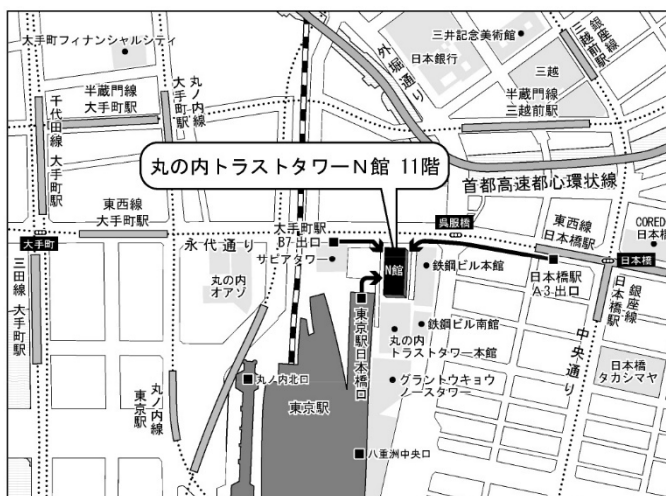 大手町フィナンシャルシティ
三井記念美術館
銀座線
三越前駅
外堀通り
日本銀行
三越
丸ノ内線
大手町駅
半蔵門線
大手町駅
千代田線 大手町駅
半蔵門線
三越前駅
丸の内トラストタワーN館 11階
首都高速都心環状線
東西線
大手町駅
大手町
永代通り
大手町駅
B7出口
サピアタワー
呉服橋
東西線
日本橋駅
CORED
日本橋
日本橋
N館
鉄鋼ビル本館
日本橋駅
A3出口
銀座線
日本橋駅
丸の内
オアゾ
三田線 大手町駅
東京駅日本橋口
鉄鋼ビル南館
丸の内
トラストタワー本館
中央通り
日本橋
タカシマヤ
丸ノ内線
東京駅
丸ノ内北口
東京駅
グラントウキョウ
ノースタワー
八重洲中央口